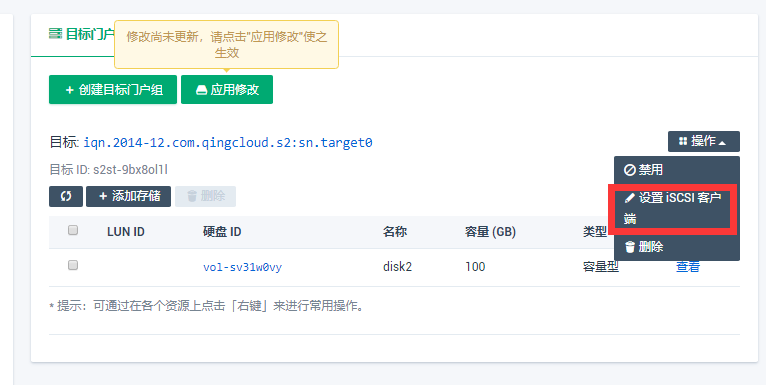 目标门户
修改尚未更新，请点击"应用修改"使之
生效
创建目标门户组
应用修改
目标: iqn.2014-12.com.qingcloud.s2:sn.target0
操作
目标 ID: s2st-9bx8ol1l
禁用
添加存储
删除
设置 iSCSI 客户
端
LUN ID 硬盘 ID 名称 容量 (GB) 类型
删除
vol-sv31w0vy disk2 100 容量型 查看
* 提示：可通过在各个资源上点击「右键」来进行常用操作。